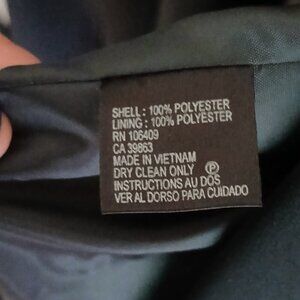 SHELL : 100% POLYESTER
LINING : 100% POLYESTER
RN 106409
CA 39863
MADE IN VIETNAM
DRY CLEAN ONLY Ⓟ
INSTRUCTIONS AU DOS
VER AL DORSO PARA CUIDADO